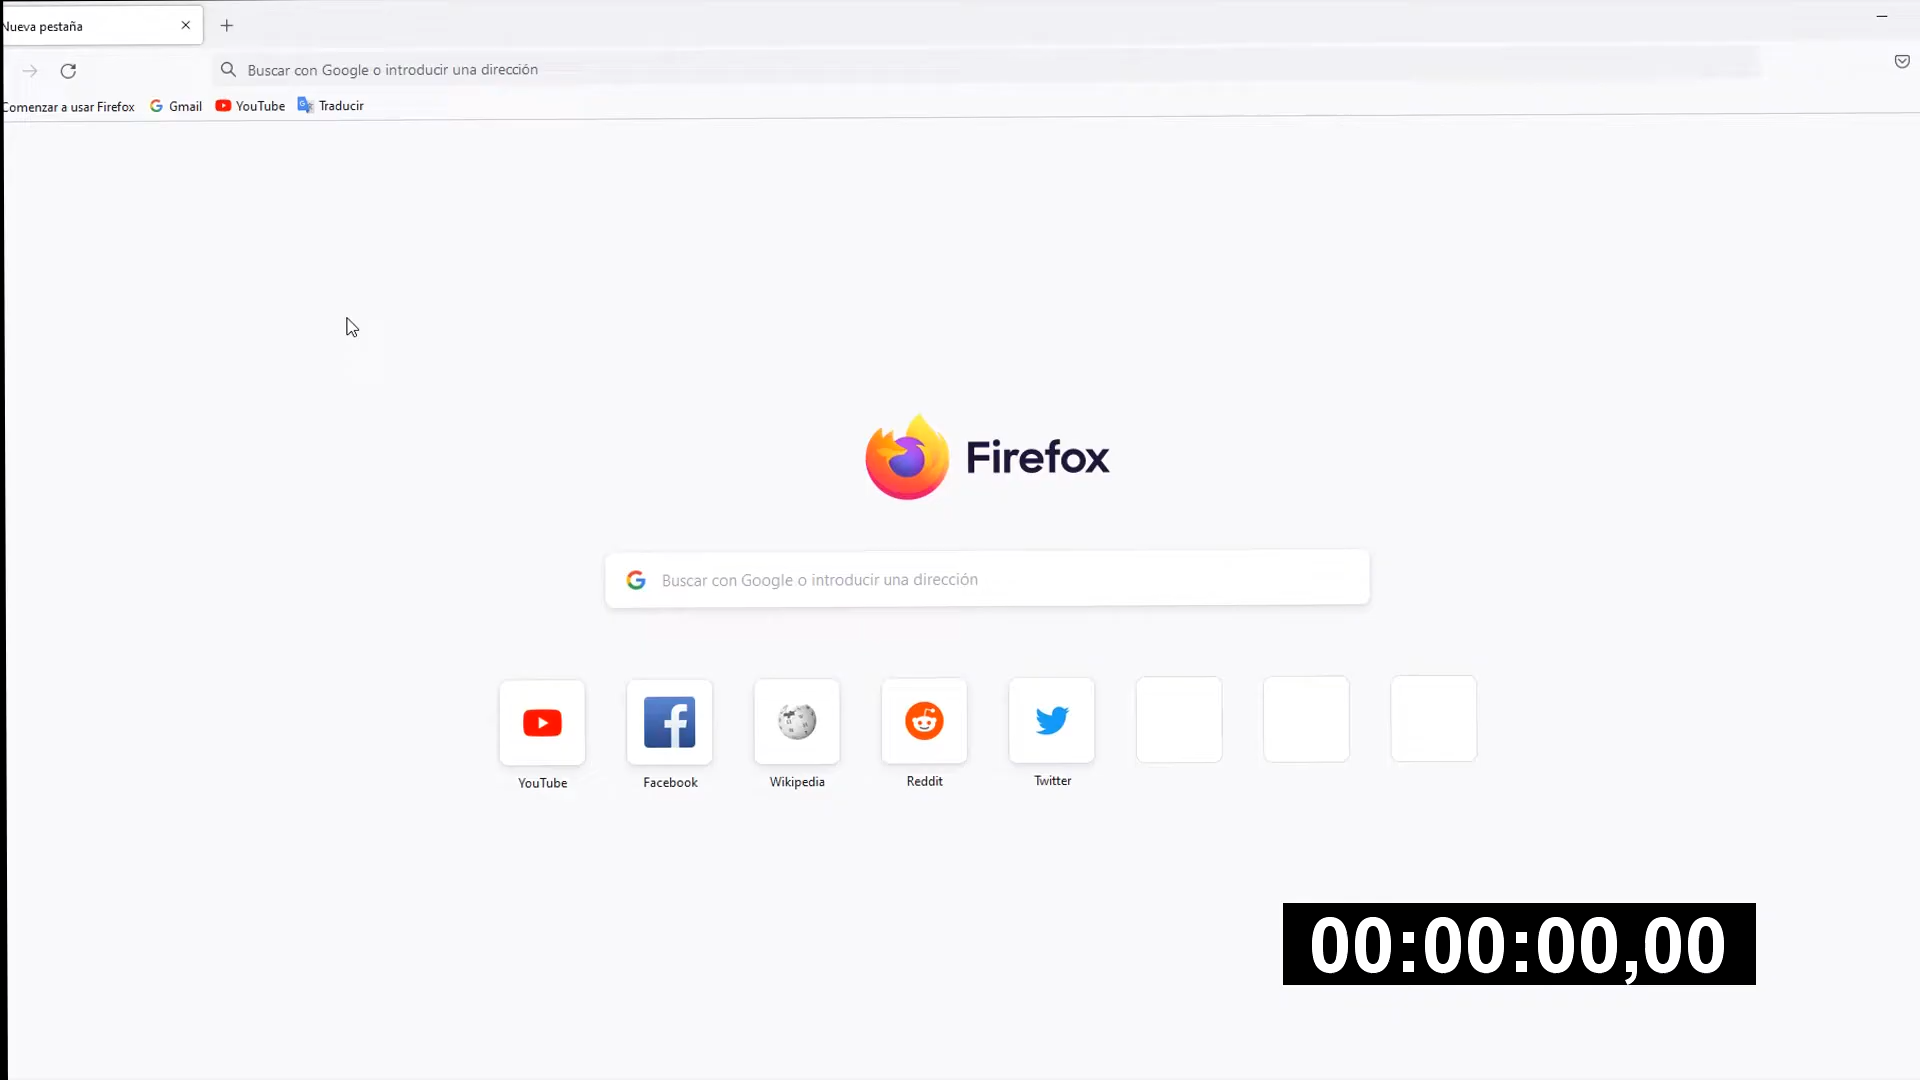 Nueva pestaña
Buscar con Google o introducir una dirección
Comenzar a usar Firefox
Gmail
YouTube
Traducir
Firefox
Buscar con Google o introducir una dirección
YouTube
Facebook
Wikipedia
Reddit
Twitter
00:00:00,00